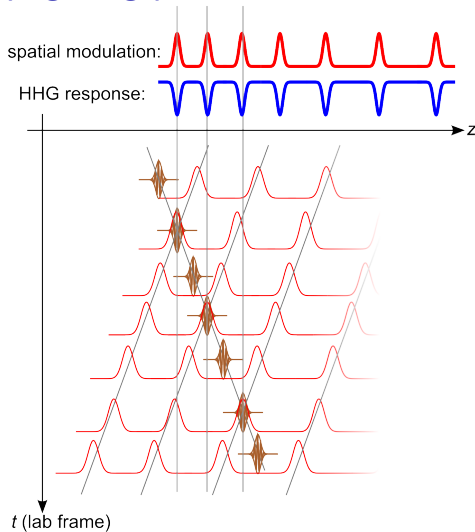 spatial modulation:
HHG response:
z
t (lab frame)